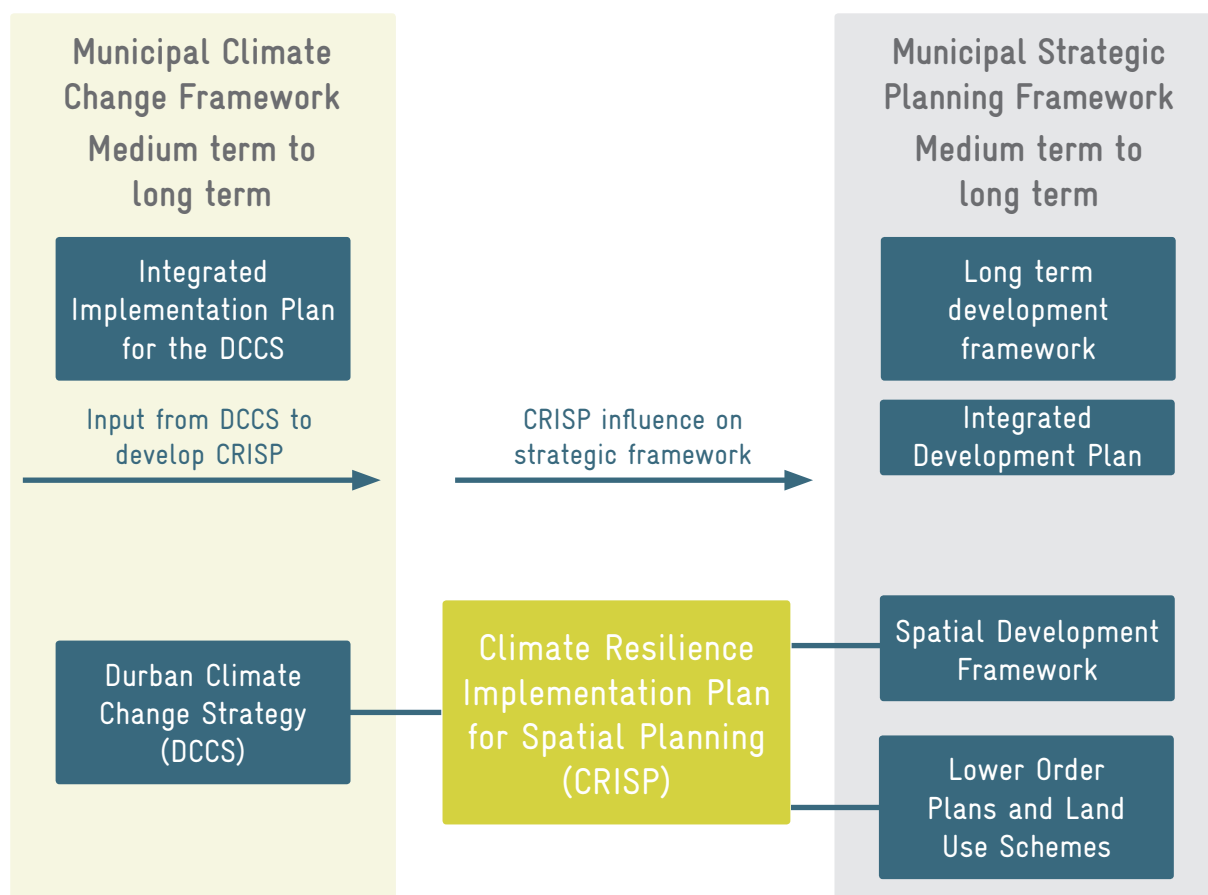 Municipal Climate
Change Framework
Medium term to
long term
Integrated
Implementation Plan
for the DCCS
Input from DCCS to
develop CRISP
Durban Climate
Change Strategy
(DCCS)
CRISP influence on
strategic framework
Climate Resilience
Implementation Plan
for Spatial Planning
(CRISP)
Municipal Strategic
Planning Framework
Medium term to
long term
Long term
development
framework
Integrated
Development Plan
Spatial Development
Framework
Lower Order
Plans and Land
Use Schemes